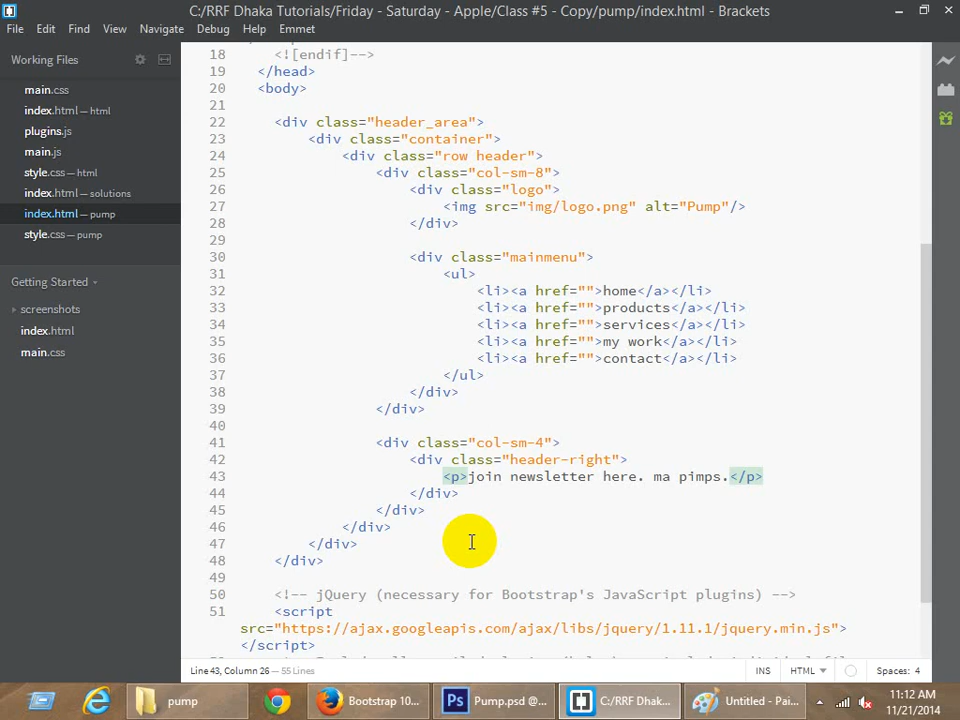 C:/RRF Dhaka Tutorials/Friday - Saturday - Apple/Class #5 - Copy/pump/index.html - Brackets
File Edit Find View Navigate Debug Help Emmet
Working Files
main.css
index.html — html
plugins.js
main.js
style.css — html
index.html — solutions
index.html — pump
style.css — pump
Getting Started
screenshots
index.html
main.css
18 <![endif]-->
19 </head>
20 <body>
21
22 <div class="header_area">
23 <div class="container">
24 <div class="row header">
25 <div class="col-sm-8">
26 <div class="logo">
27 <img src="img/logo.png" alt="Pump"/>
28 </div>
29
30 <div class="mainmenu">
31 <ul>
32 <li><a href="">home</a></li>
33 <li><a href="">products</a></li>
34 <li><a href="">services</a></li>
35 <li><a href="">my work</a></li>
36 <li><a href="">contact</a></li>
37 </ul>
38 </div>
39 </div>
40
41 <div class="col-sm-4">
42 <div class="header-right">
43 <p>join newsletter here. ma pimps.</p>
44 </div>
45 </div>
46 </div>
47 </div>
48 </div>
49
50 <!-- jQuery (necessary for Bootstrap's JavaScript plugins) -->
51 <script
src="https://ajax.googleapis.com/ajax/libs/jquery/1.11.1/jquery.min.js">
</script>
Line 43, Column 26 — 55 Lines
INS HTML Spaces: 4
pump
Bootstrap 10...
Pump.psd @...
C:/RRF Dhak...
Untitled - Pai...
11:12 AM
11/21/2014